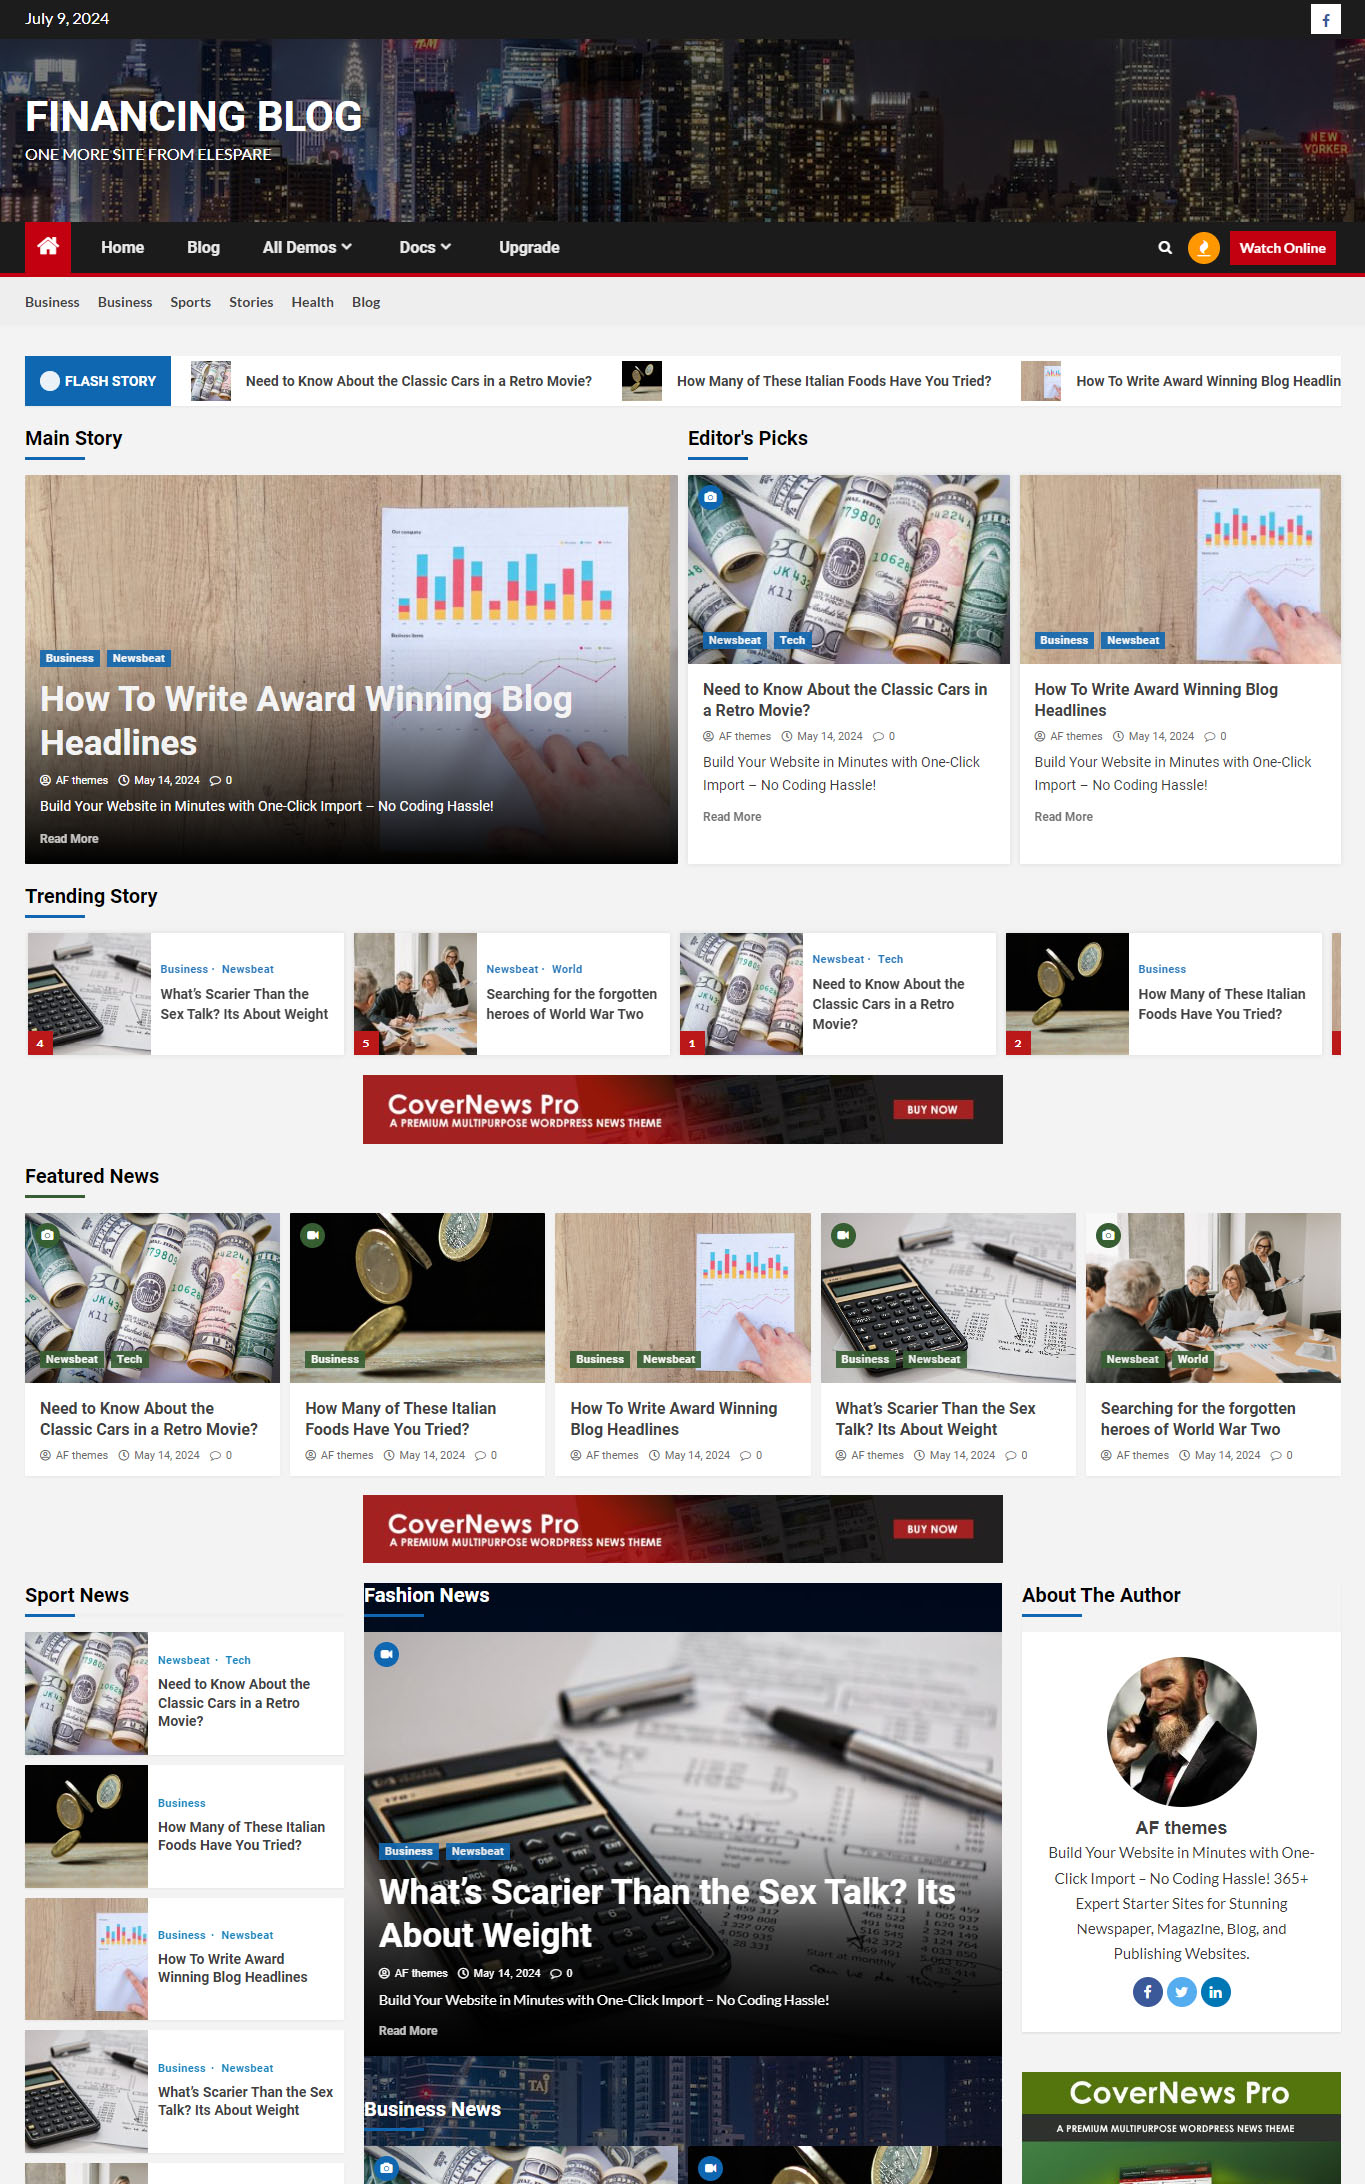 July 9, 2024
FINANCING BLOG
ONE MORE SITE FROM ELESPARE
NEW
YORKER
Home Blog All Demos Docs Upgrade Watch Online
Business Business Sports Stories Health Blog
FLASH STORY Need to Know About the Classic Cars in a Retro Movie? How Many of These Italian Foods Have You Tried? How To Write Award Winning Blog Headlin
Main Story
Business Newsbeat
How To Write Award Winning Blog
Headlines
AF themes May 14, 2024 0
Build Your Website in Minutes with One-Click Import – No Coding Hassle!
Read More
Editor's Picks
Newsbeat Tech
Need to Know About the Classic Cars in
a Retro Movie?
AF themes May 14, 2024 0
Build Your Website in Minutes with One-Click
Import – No Coding Hassle!
Read More
Business Newsbeat
How To Write Award Winning Blog
Headlines
AF themes May 14, 2024 0
Build Your Website in Minutes with One-Click
Import – No Coding Hassle!
Read More
Trending Story
4
Business · Newsbeat
What's Scarier Than the
Sex Talk? Its About Weight
5
Newsbeat · World
Searching for the forgotten
heroes of World War Two
1
Newsbeat · Tech
Need to Know About the
Classic Cars in a Retro
Movie?
2
Business
How Many of These Italian
Foods Have You Tried?
CoverNews Pro
A PREMIUM MULTIPURPOSE WORDPRESS NEWS THEME
BUY NOW
Featured News
Newsbeat Tech
Need to Know About the
Classic Cars in a Retro Movie?
AF themes May 14, 2024 0
Business
How Many of These Italian
Foods Have You Tried?
AF themes May 14, 2024 0
Business Newsbeat
How To Write Award Winning
Blog Headlines
AF themes May 14, 2024 0
Business Newsbeat
What's Scarier Than the Sex
Talk? Its About Weight
AF themes May 14, 2024 0
Newsbeat World
Searching for the forgotten
heroes of World War Two
AF themes May 14, 2024 0
CoverNews Pro
A PREMIUM MULTIPURPOSE WORDPRESS NEWS THEME
BUY NOW
Sport News
Newsbeat · Tech
Need to Know About the
Classic Cars in a Retro
Movie?
Business
How Many of These Italian
Foods Have You Tried?
Business · Newsbeat
How To Write Award
Winning Blog Headlines
Business · Newsbeat
What's Scarier Than the Sex
Talk? Its About Weight
Fashion News
Business Newsbeat
What's Scarier Than the Sex Talk? Its
About Weight
AF themes May 14, 2024 0
Build Your Website in Minutes with One-Click Import – No Coding Hassle!
Read More
TAJ
Business News
About The Author
AF themes
Build Your Website in Minutes with One-
Click Import – No Coding Hassle! 365+
Expert Starter Sites for Stunning
Newspaper, MagazIne, Blog, and
Publishing Websites.
CoverNews Pro
A PREMIUM MULTIPURPOSE WORDPRESS NEWS THEME